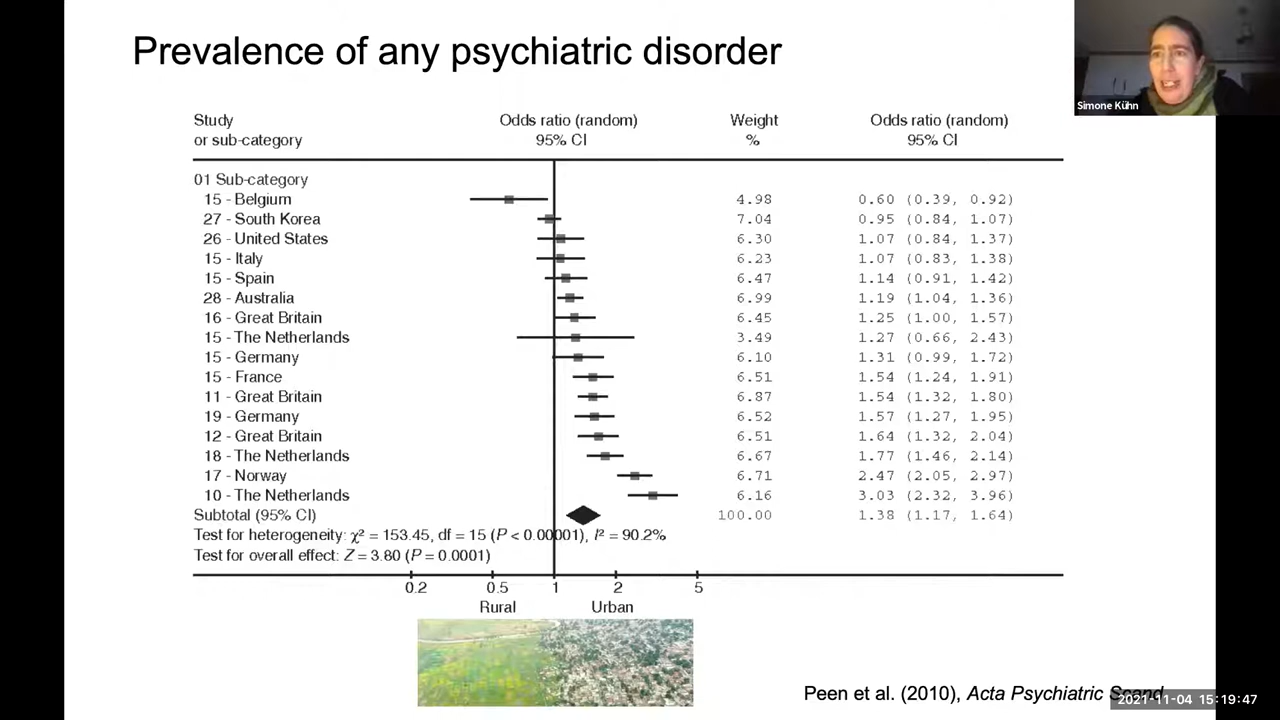 Prevalence of any psychiatric disorder
Simone Kühn
Study Odds ratio (random) Weight Odds ratio (random)
or sub-category 95% CI % 95% CI
01 Sub-category
15 - Belgium 4.98 0.60 (0.39, 0.92)
27 - South Korea 7.04 0.95 (0.84, 1.07)
26 - United States 6.30 1.07 (0.84, 1.37)
15 - Italy 6.23 1.07 (0.83, 1.38)
15 - Spain 6.47 1.14 (0.91, 1.42)
28 - Australia 6.99 1.19 (1.04, 1.36)
16 - Great Britain 6.45 1.25 (1.00, 1.57)
15 - The Netherlands 3.49 1.27 (0.66, 2.43)
15 - Germany 6.10 1.31 (0.99, 1.72)
15 - France 6.51 1.54 (1.24, 1.91)
11 - Great Britain 6.87 1.54 (1.32, 1.80)
19 - Germany 6.52 1.57 (1.27, 1.95)
12 - Great Britain 6.51 1.64 (1.32, 2.04)
18 - The Netherlands 6.67 1.77 (1.46, 2.14)
17 - Norway 6.71 2.47 (2.05, 2.97)
10 - The Netherlands 6.16 3.03 (2.32, 3.96)
Subtotal (95% CI) 100.00 1.38 (1.17, 1.64)
Test for heterogeneity: χ² = 153.45, df = 15 (P < 0.00001), I² = 90.2%
Test for overall effect: Z = 3.80 (P = 0.0001)
0.2 0.5 1 2 5
Rural Urban
Peen et al. (2010), Acta Psychiatric Scand
2021-11-04 15:19:47